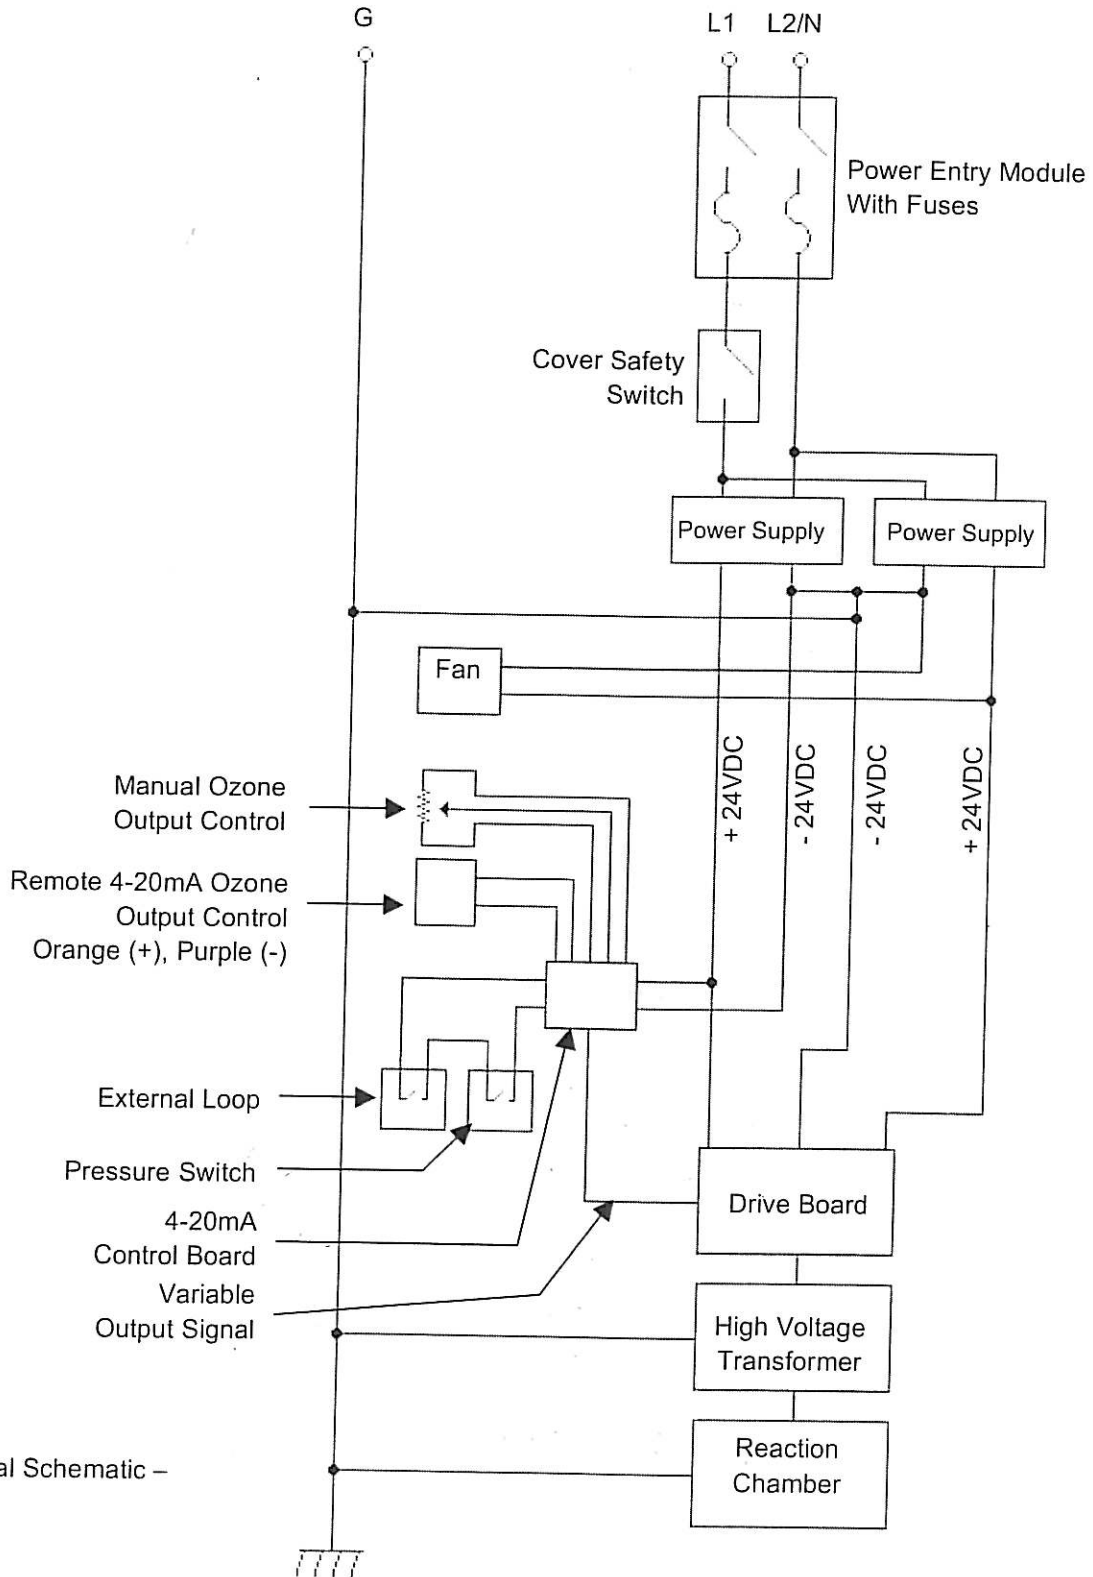 G
L1 L2/N
Power Entry Module
With Fuses
Cover Safety
Switch
Power Supply
Power Supply
Fan
+ 24VDC
- 24VDC
- 24VDC
+ 24VDC
Manual Ozone
Output Control
Remote 4-20mA Ozone
Output Control
Orange (+), Purple (-)
External Loop
Pressure Switch
4-20mA
Control Board
Variable
Output Signal
Drive Board
High Voltage
Transformer
Reaction
Chamber
al Schematic –